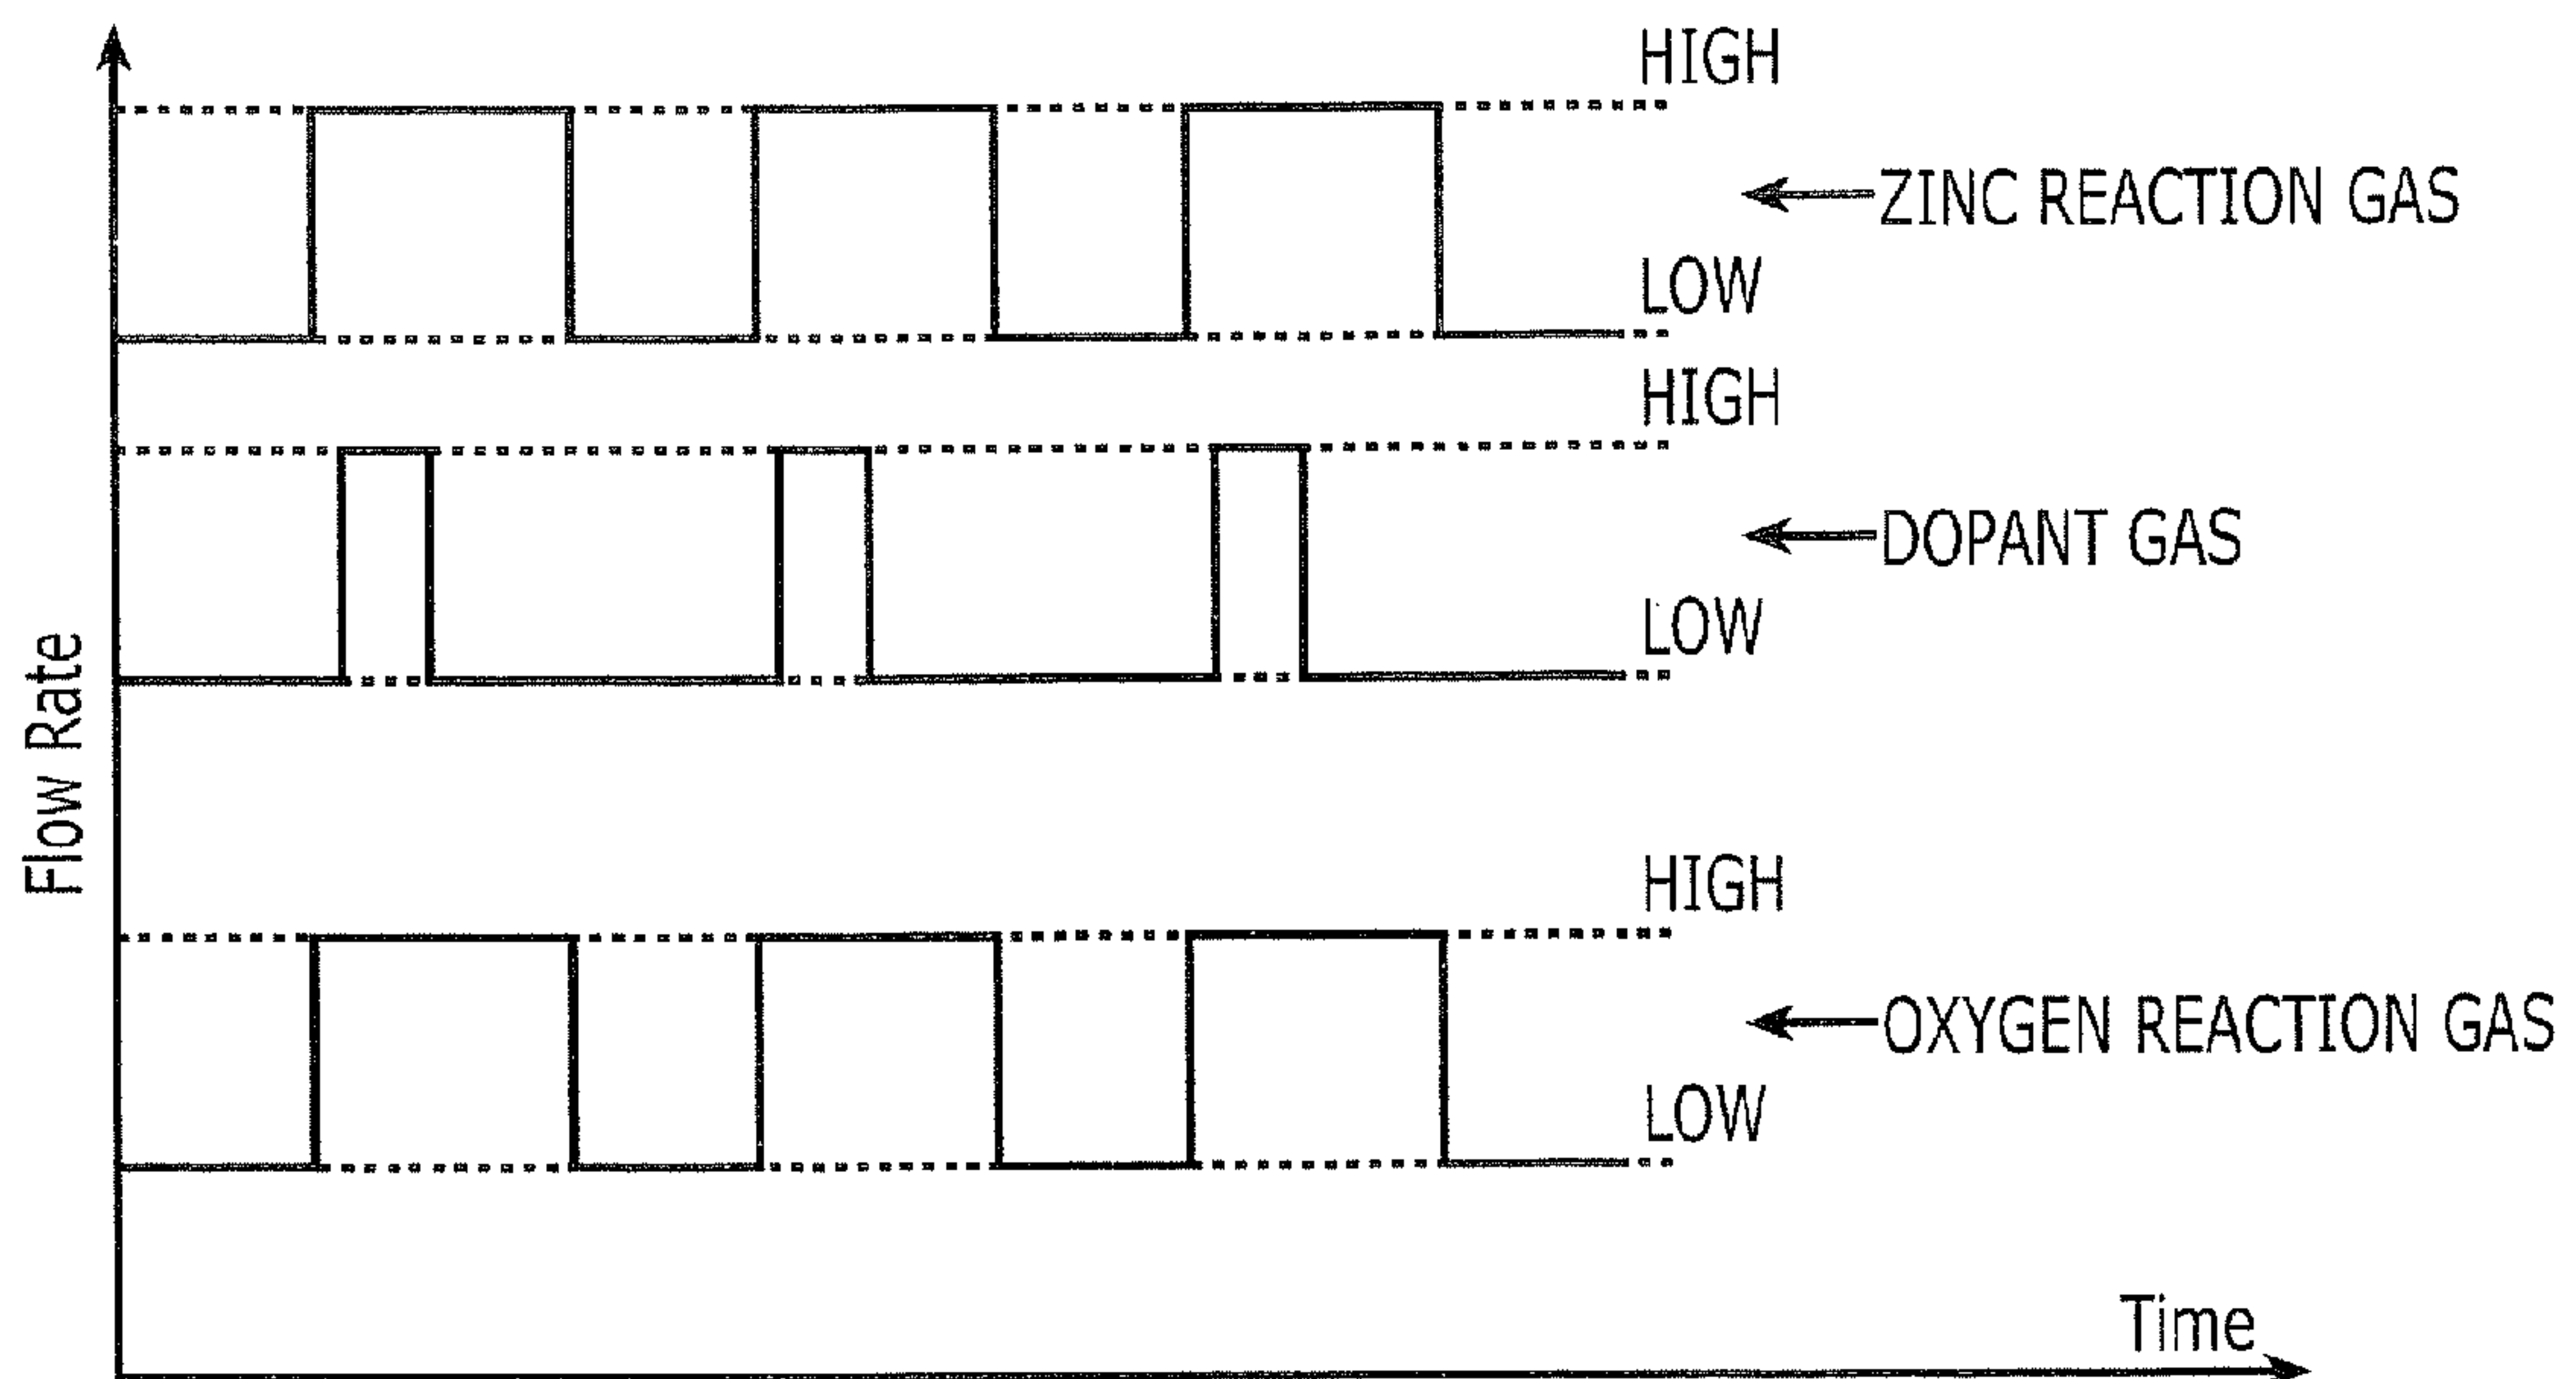 HIGH
ZINC REACTION GAS
LOW
HIGH
DOPANT GAS
LOW
Flow Rate
HIGH
OXYGEN REACTION GAS
LOW
Time